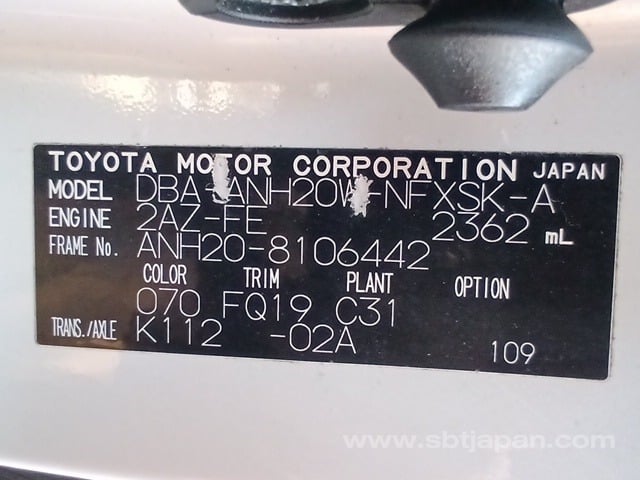 TOYOTA MOTOR CORPORATION JAPAN
MODEL DBA-ANH20W-NFXSK-A
ENGINE 2AZ-FE 2362 mL
FRAME No. ANH20-8106442
COLOR TRIM PLANT OPTION
070 FQ19 C31
TRANS./AXLE K112 -02A
109
www.sbtjapan.com